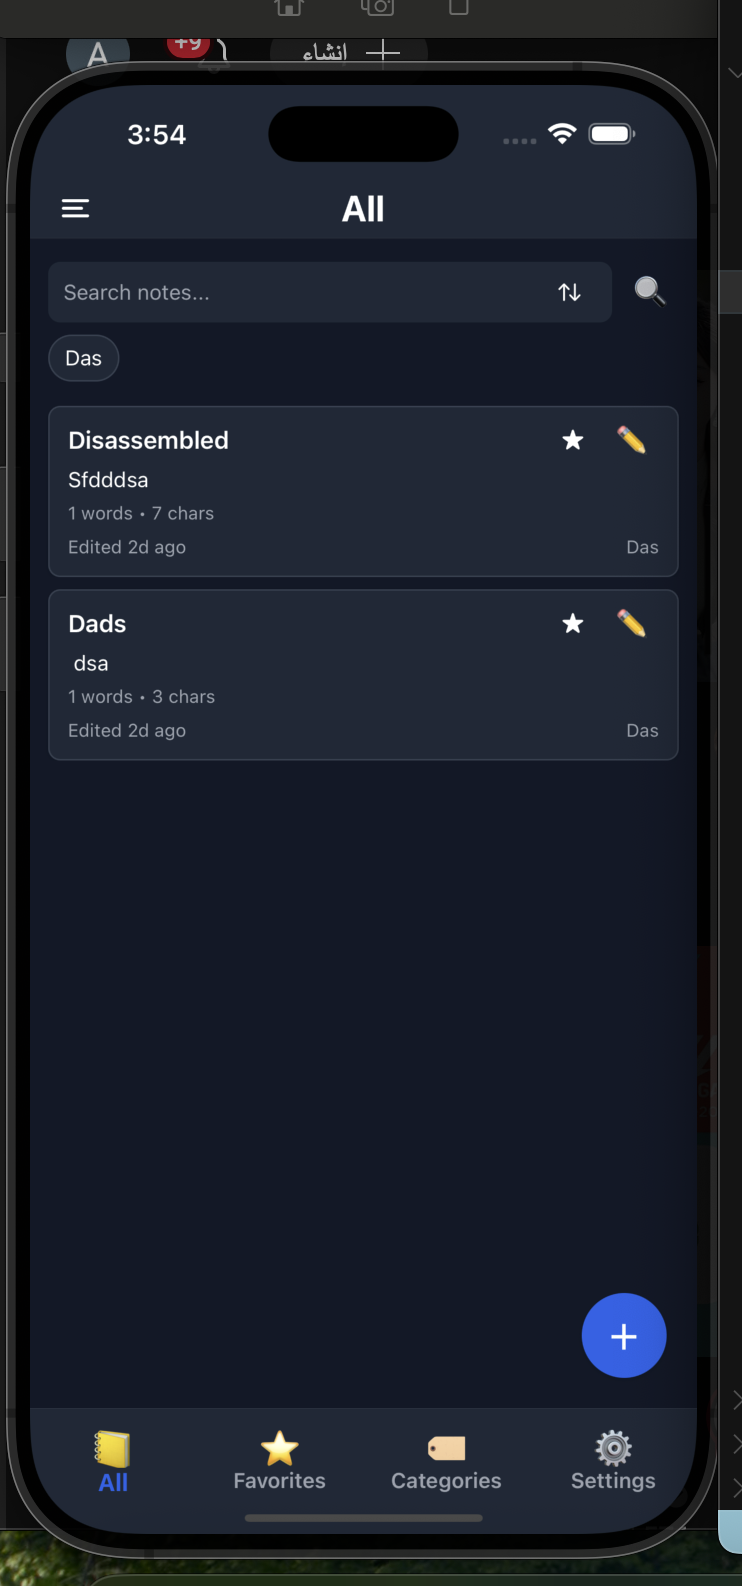 A
+9
إنشاء
3:54
All
Search notes...
Das
Disassembled
Sfdddsa
1 words • 7 chars
Edited 2d ago
Das
Dads
dsa
1 words • 3 chars
Edited 2d ago
Das
All
Favorites
Categories
Settings